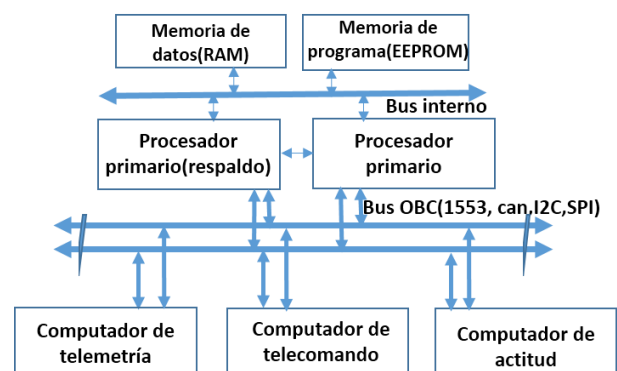 Memoria de
datos(RAM)
Memoria de
programa(EEPROM)
Bus interno
Procesador
primario(respaldo)
Procesador
primario
Bus OBC(1553, can,I2C,SPI)
Computador de
telemetría
Computador de
telecomando
Computador de
actitud